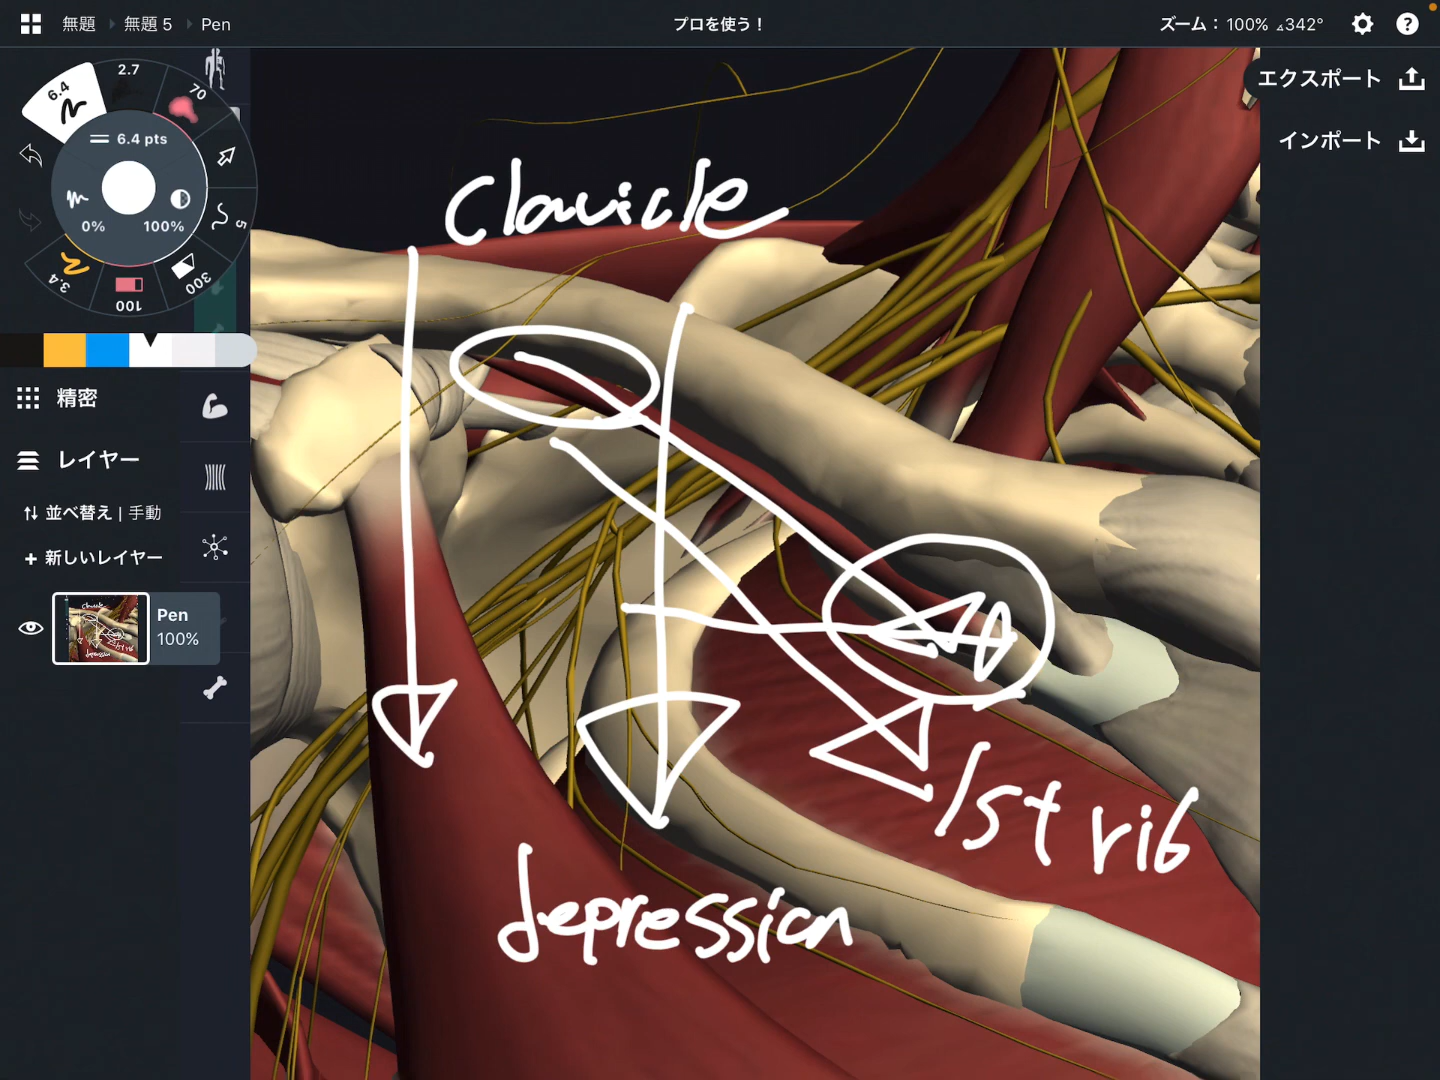 無題 無題 5 Pen
プロを使う！
ズーム： 100% ⊿342°
エクスポート
インポート
6.4
2.7
70
6.4 pts
0%
100%
5
3.4
100
300
精密
レイヤー
並べ替え | 手動
+ 新しいレイヤー
Pen
100%
Clavicle
1st rib
depression